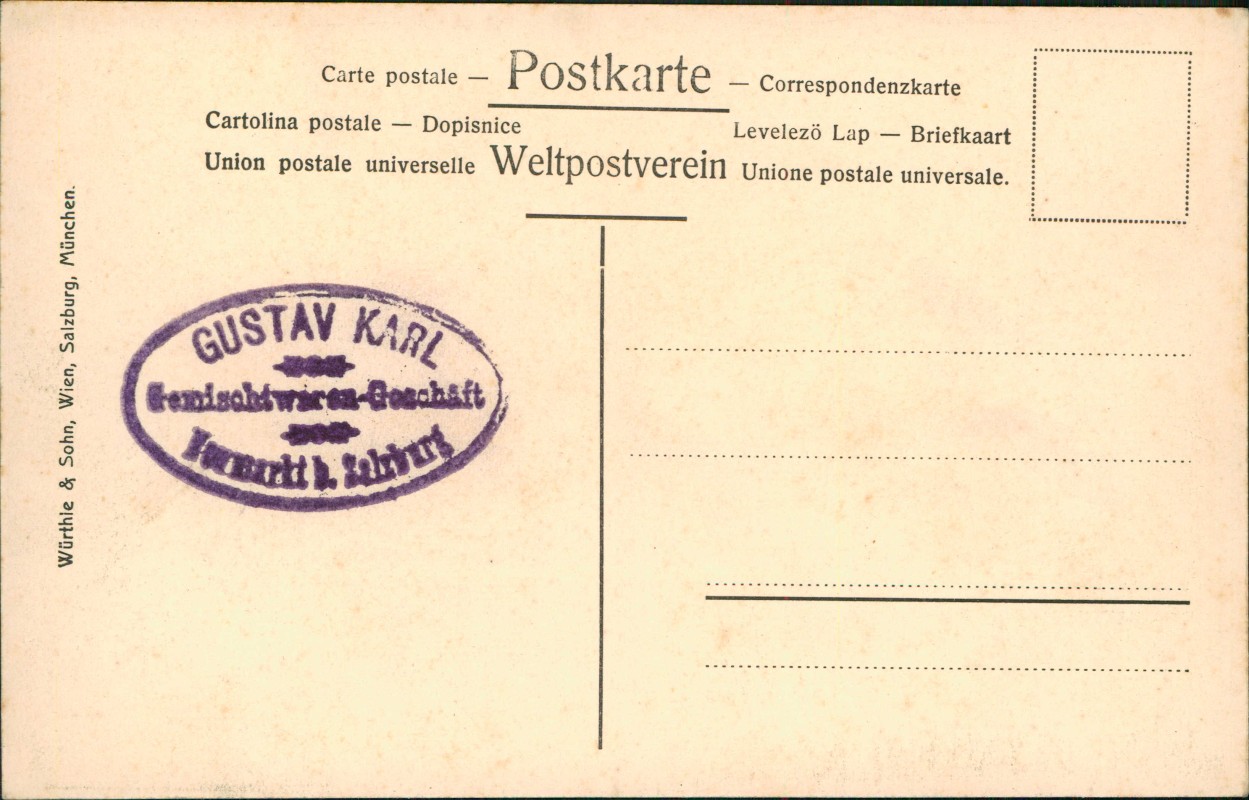 Carte postale — Postkarte — Correspondenzkarte
Cartolina postale — Dopisnice Levelezö Lap — Briefkaart
Union postale universelle Weltpostverein Unione postale universale.
Würthle & Sohn, Wien, Salzburg, München.
GUSTAV KARL
Gemischtwaren-Geschäft
Neumarkt b. Salzburg